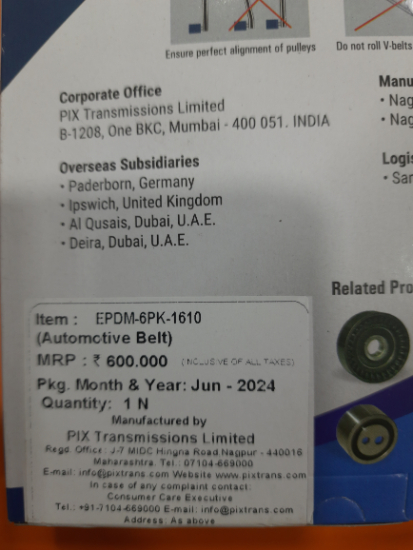 Ensure perfect alignment of pulleys
Do not roll V-belts
Corporate Office
PIX Transmissions Limited
B-1208, One BKC, Mumbai - 400 051. INDIA
Overseas Subsidiaries
• Paderborn, Germany
• Ipswich, United Kingdom
• Al Qusais, Dubai, U.A.E.
• Deira, Dubai, U.A.E.
Manu
• Nag
• Nag
Logis
• Sar
Related Pro
Item : EPDM-6PK-1610
(Automotive Belt)
MRP : ₹ 600.000 (INCLUSIVE OF ALL TAXES)
Pkg. Month & Year: Jun - 2024
Quantity: 1 N
Manufactured by
PIX Transmissions Limited
Regd. Office: J-7 MIDC Hingna Road Nagpur - 440016
Maharashtra. Tel.: 07104-669000
E-mail: info@pixtrans.com Website www.pixtrans.com
In case of any complaint contact:
Consumer Care Executive
Tel.: +91-7104-669000 E-mail: info@pixtrans.com
Address: As above